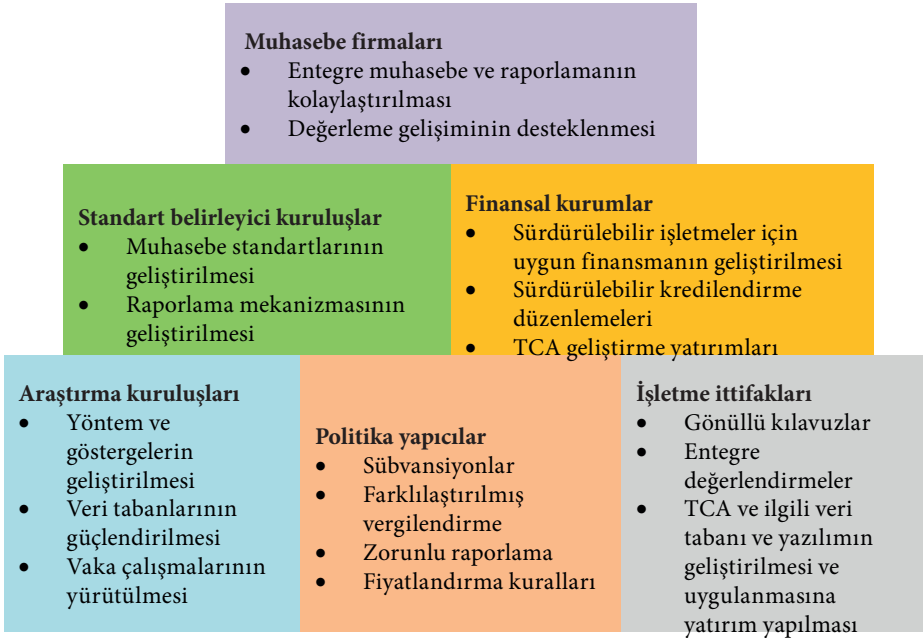 Muhasebe firmaları
• Entegre muhasebe ve raporlamanın
kolaylaştırılması
• Değerleme gelişiminin desteklenmesi
Standart belirleyici kuruluşlar
• Muhasebe standartlarının
geliştirilmesi
• Raporlama mekanizmasının
geliştirilmesi
Finansal kurumlar
• Sürdürülebilir işletmeler için
uygun finansmanın geliştirilmesi
• Sürdürülebilir kredilendirme
düzenlemeleri
• TCA geliştirme yatırımları
Araştırma kuruluşları
• Yöntem ve
göstergelerin
geliştirilmesi
• Veri tabanlarının
güçlendirilmesi
• Vaka çalışmalarının
yürütülmesi
Politika yapıcılar
• Sübvansiyonlar
• Farklılaştırılmış
vergilendirme
• Zorunlu raporlama
• Fiyatlandırma kuralları
İşletme ittifakları
• Gönüllü kılavuzlar
• Entegre
değerlendirmeler
• TCA ve ilgili veri
tabanı ve yazılımın
geliştirilmesi ve
uygulanmasına
yatırım yapılması